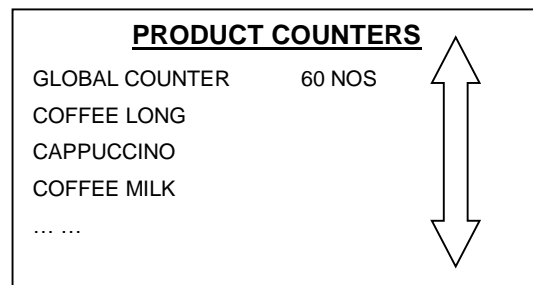 PRODUCT COUNTERS
GLOBAL COUNTER 60 NOS
COFFEE LONG
CAPPUCCINO
COFFEE MILK
... ...